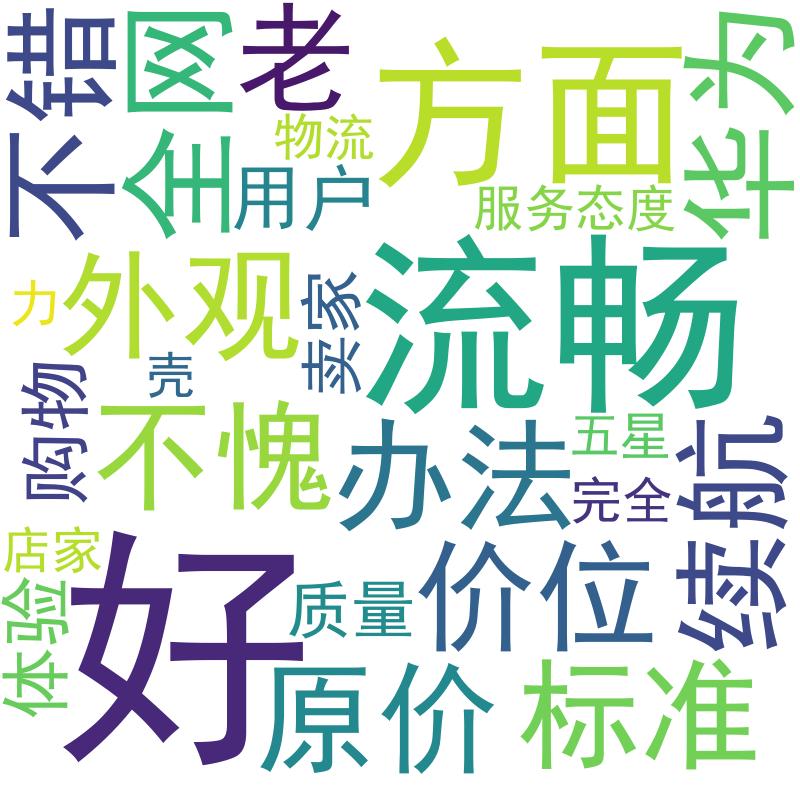 不错
全网
老
方面
华为
物流
用户
服务态度
外观
力
卖家
流畅
壳
购物
不愧
办法
五星
完全
续航
店家
体验
好
质量
价位
原价
标准